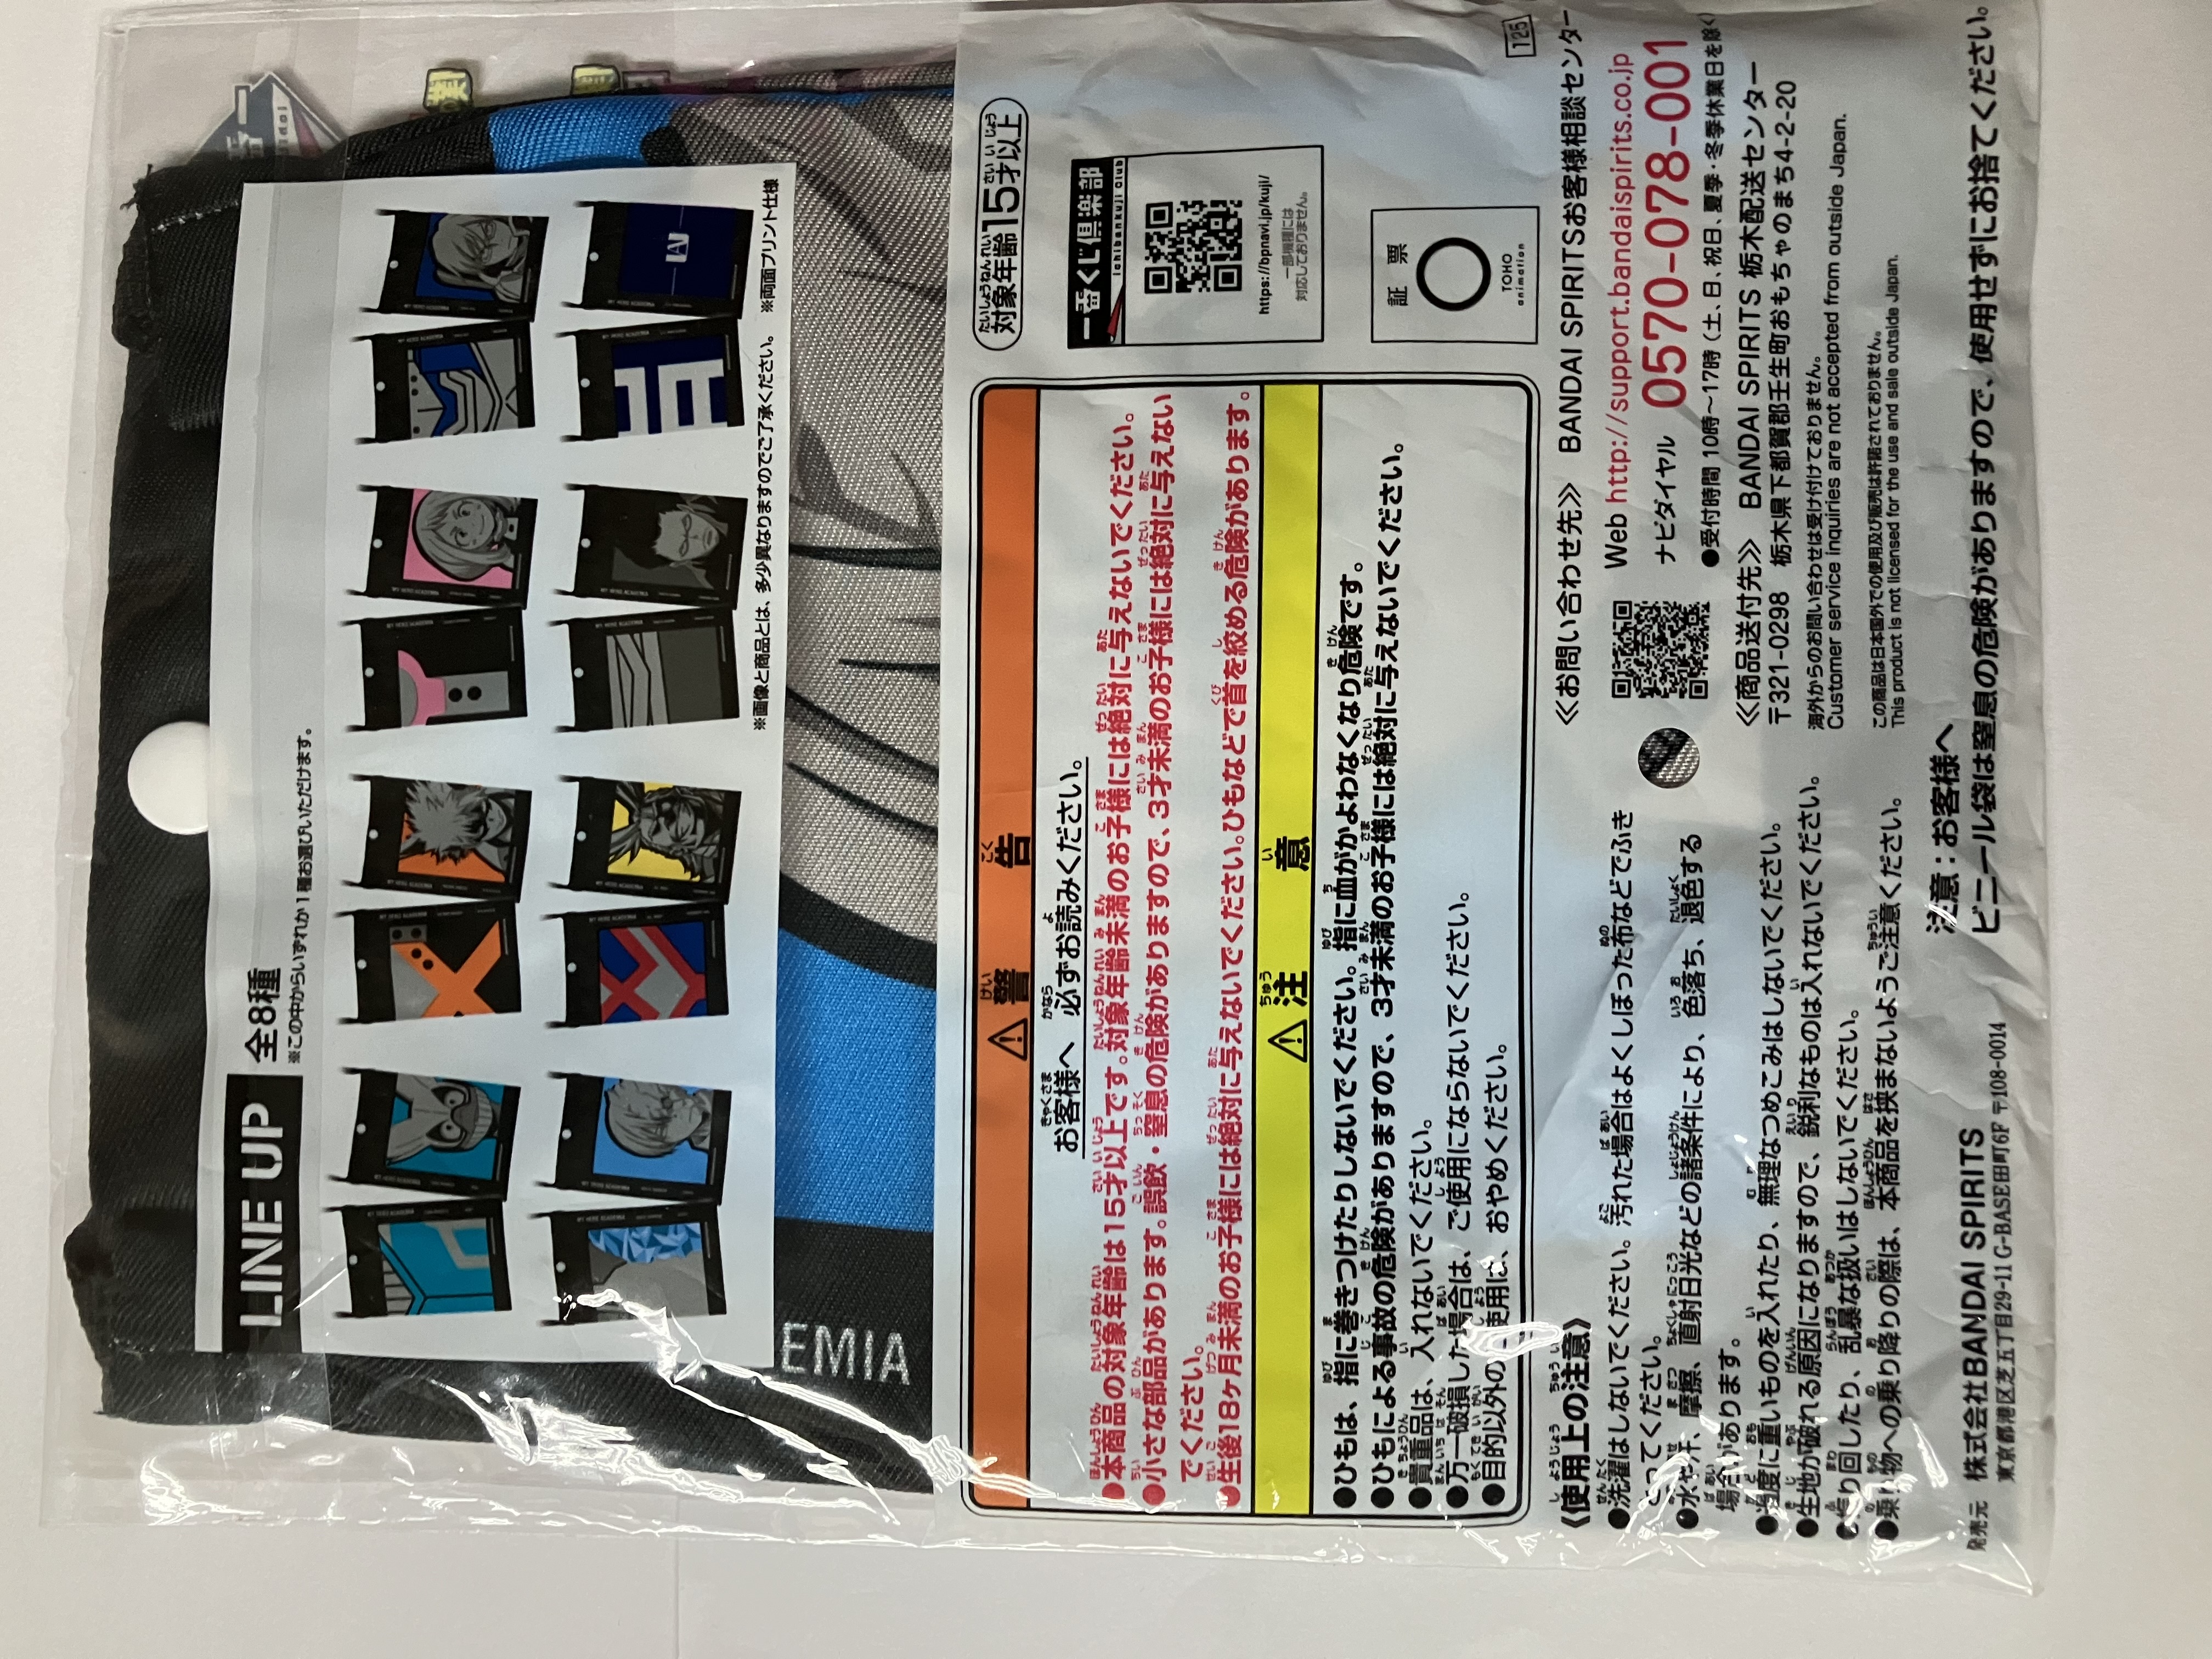 LINE UP 全8種
※この中からいずれか1種お選びいただけます。
※画像と商品とは、多少異なりますのでご了承ください。 ※両面プリント仕様
EMIA
対象年齢15才以上
一番くじ倶楽部
Ichibankuji Club
https://bpnavi.jp/kuji/
一部機種には
対応しておりません。
証 票
TOHO
animation
125
⚠警告
お客様へ 必ずお読みください。
●本商品の対象年齢は15才以上です。対象年齢未満のお子様には絶対に与えないでください。
●小さな部品があります。誤飲・窒息の危険がありますので、3才未満のお子様には絶対に与えない
でください。
●生後18ヶ月未満のお子様には絶対に与えないでください。ひもなどで首を絞める危険があります。
⚠注意
●ひもは、指に巻きつけたりしないでください。指に血がかよわなくなり危険です。
●ひもによる事故の危険がありますので、3才未満のお子様には絶対に与えないでください。
●貴重品は、入れないでください。
●万一破損した場合は、ご使用にならないでください。
●目的以外の使用は、おやめください。
《使用上の注意》
●洗濯はしないでください。汚れた場合はよくしぼった布などでふき
とってください。
●水や汗、摩擦、直射日光などの諸条件により、色落ち、退色する
場合があります。
●過度に重いものを入れたり、無理なつめこみはしないでください。
●生地が破れる原因になりますので、鋭利なものは入れないでください。
●振り回したり、乱暴な扱いはしないでください。
●乗り物への乗り降りの際は、本商品を挟まないようご注意ください。
《お問い合わせ先》 BANDAI SPIRITSお客様相談センター
Web http://support.bandaispirits.co.jp
ナビダイヤル 0570-078-001
●受付時間 10時～17時(土、日、祝日、夏季・冬季休業日を除く)
《商品送付先》 BANDAI SPIRITS 栃木配送センター
〒321-0298 栃木県下都賀郡壬生町おもちゃのまち4-2-20
海外からのお問い合わせは受け付けておりません。
Customer service inquiries are not accepted from outside Japan.
この商品は日本国外での使用及び販売は許諾されておりません。
This product is not licensed for the use and sale outside Japan.
注意：お客様へ
ビニール袋は窒息の危険がありますので、使用せずにお捨てください。
発売元 株式会社BANDAI SPIRITS
東京都港区芝五丁目29-11 G-BASE田町6F 〒108-0014